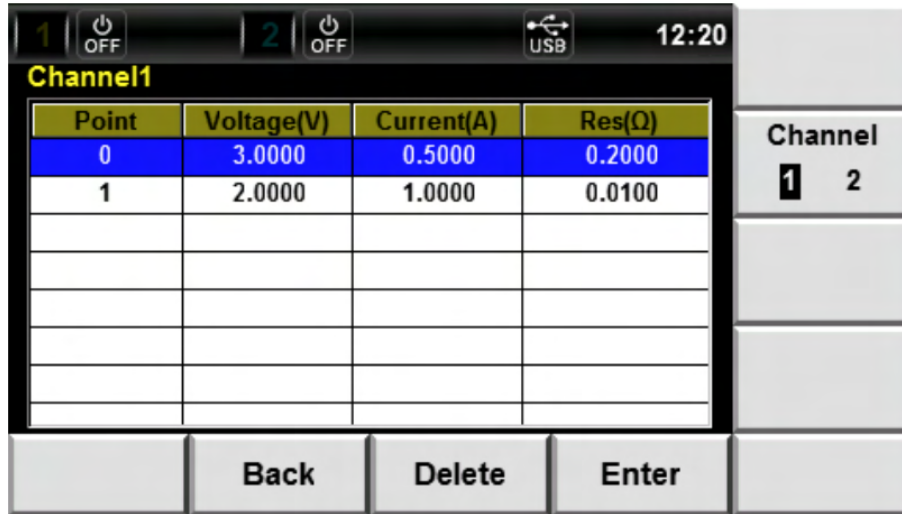 1 OFF 2 OFF USB 12:20
Channel1
Point Voltage(V) Current(A) Res(Ω)
0 3.0000 0.5000 0.2000
1 2.0000 1.0000 0.0100
Channel
1 2
Back Delete Enter